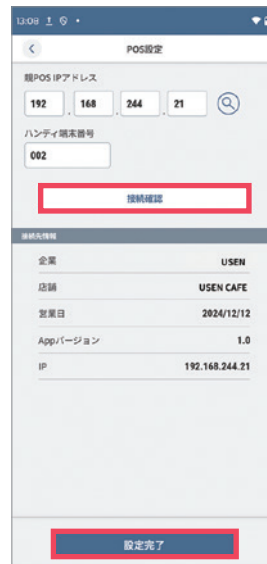 13:08
POS設定
親POS IPアドレス
192 . 168 . 244 . 21
ハンディ端末番号
002
接続確認
接続先情報
企業 USEN
店舗 USEN CAFE
営業日 2024/12/12
Appバージョン 1.0
IP 192.168.244.21
設定完了